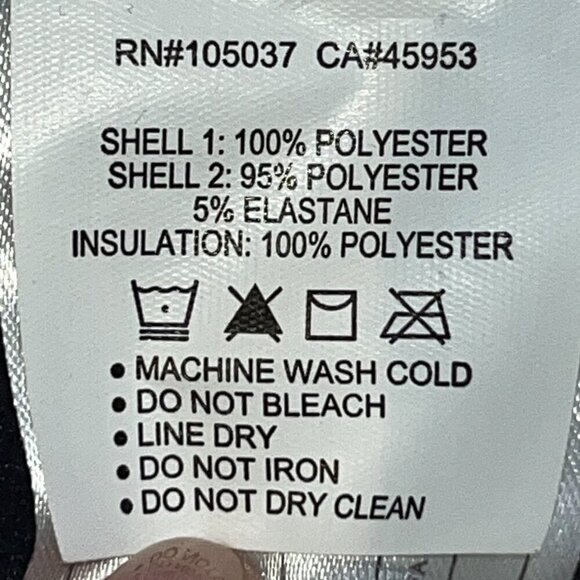 RN#105037 CA#45953
SHELL 1: 100% POLYESTER
SHELL 2: 95% POLYESTER
5% ELASTANE
INSULATION: 100% POLYESTER
• MACHINE WASH COLD
• DO NOT BLEACH
• LINE DRY
• DO NOT IRON
• DO NOT DRY CLEAN